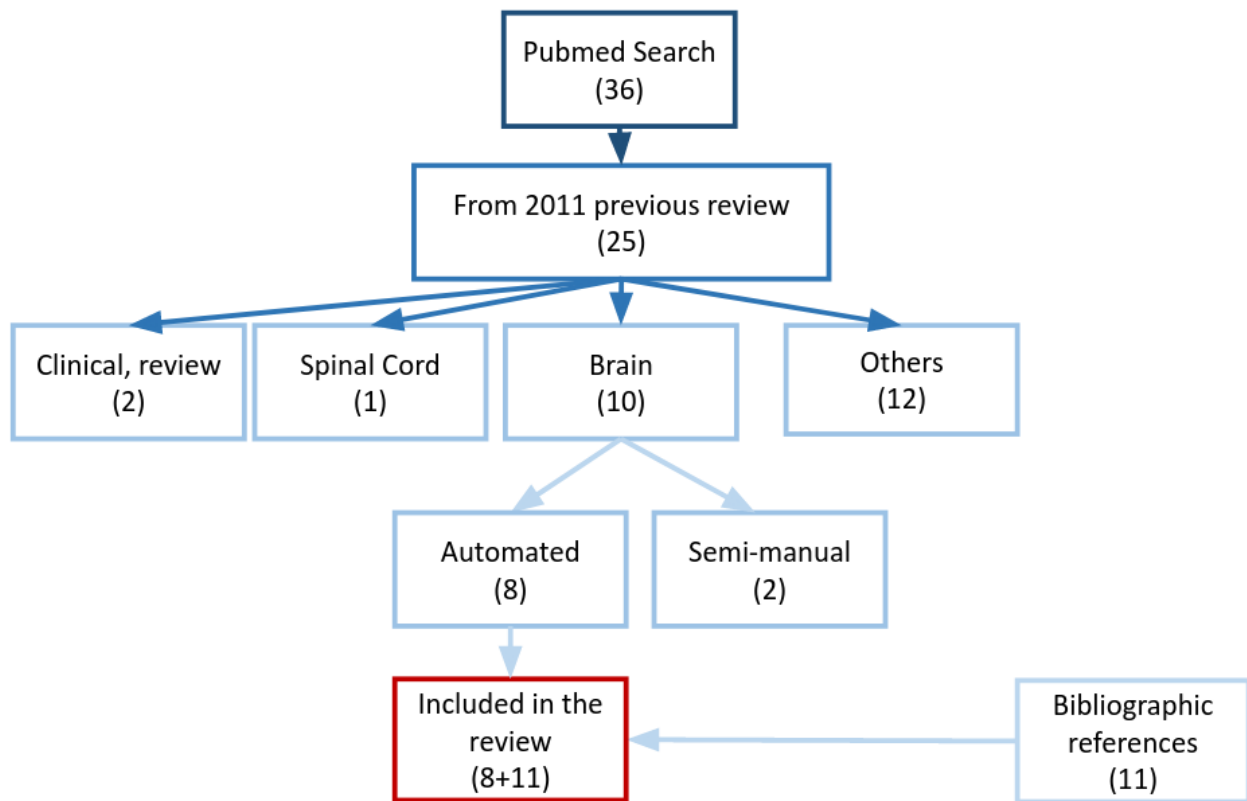 Pubmed Search
(36)
From 2011 previous review
(25)
Clinical, review
(2)
Spinal Cord
(1)
Brain
(10)
Others
(12)
Automated
(8)
Semi-manual
(2)
Included in the
review
(8+11)
Bibliographic
references
(11)